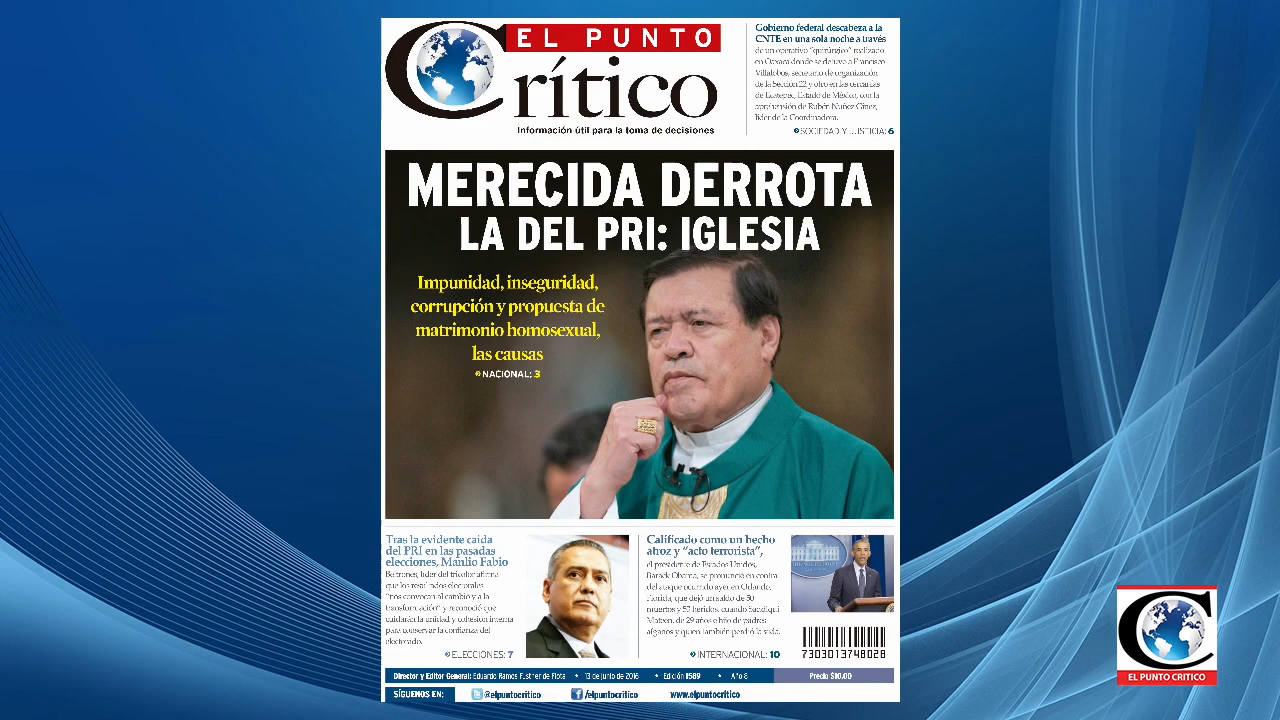 EL PUNTO
Crítico
Información útil para la toma de decisiones
Gobierno federal descabeza a la
CNTE en una sola noche a través
de un operativo "quirúrgico" realizado
en Oaxaca donde se detuvo a Francisco
Villalobos, secretario de organización
de la Sección 22 y otro en las cercanías
de Ecatepec, Estado de México, con la
aprehensión de Rubén Núñez Ginez,
líder de la Coordinadora.
SOCIEDAD Y JUSTICIA: 6
MERECIDA DERROTA
LA DEL PRI: IGLESIA
Impunidad, inseguridad,
corrupción y propuesta de
matrimonio homosexual,
las causas
NACIONAL: 3
Tras la evidente caída
del PRI en las pasadas
elecciones, Manlio Fabio
Beltrones, líder del tricolor afirma
que los resultados electorales
"nos convocan al cambio y a la
transformación" y reconoció que
cuidarán la unidad y cohesión interna
para conservar la confianza del
electorado.
ELECCIONES: 7
Calificado como un hecho
atroz y "acto terrorista",
el presidente de Estados Unidos,
Barack Obama, se pronunció en contra
del ataque ocurrido ayer en Orlando,
Florida, que dejó un saldo de 50
muertos y 53 heridos, cuando Seddiqui
Mateen, de 29 años e hijo de padres
afganos y quien también perdió la vida.
INTERNACIONAL: 10
7303013748028
Director y Editor General: Eduardo Ramos Fusther de Flota • 13 de junio de 2016 • Edición 1589 • Año 8 Precio $10.00
SÍGUENOS EN: @elpuntocritico /elpuntocritico www.elpuntocritico
EL PUNTO CRITICO